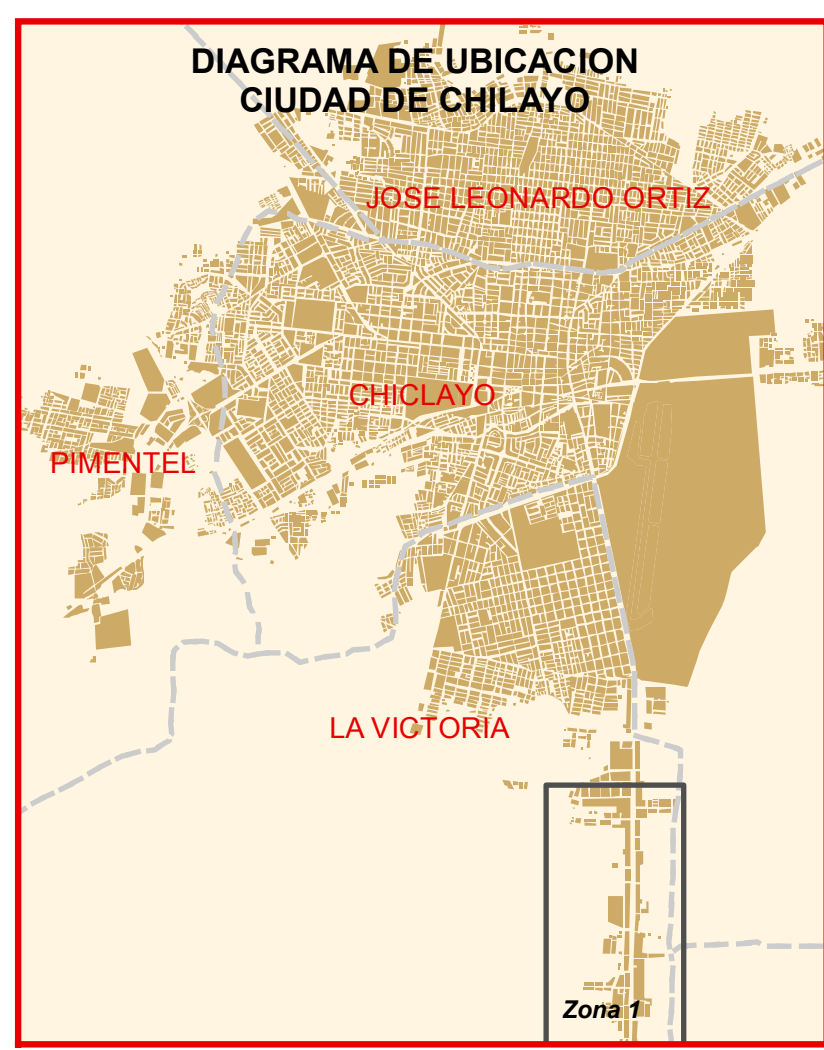 DIAGRAMA DE UBICACION
CIUDAD DE CHILAYO
JOSE LEONARDO ORTIZ
CHICLAYO
PIMENTEL
LA VICTORIA
Zona 1